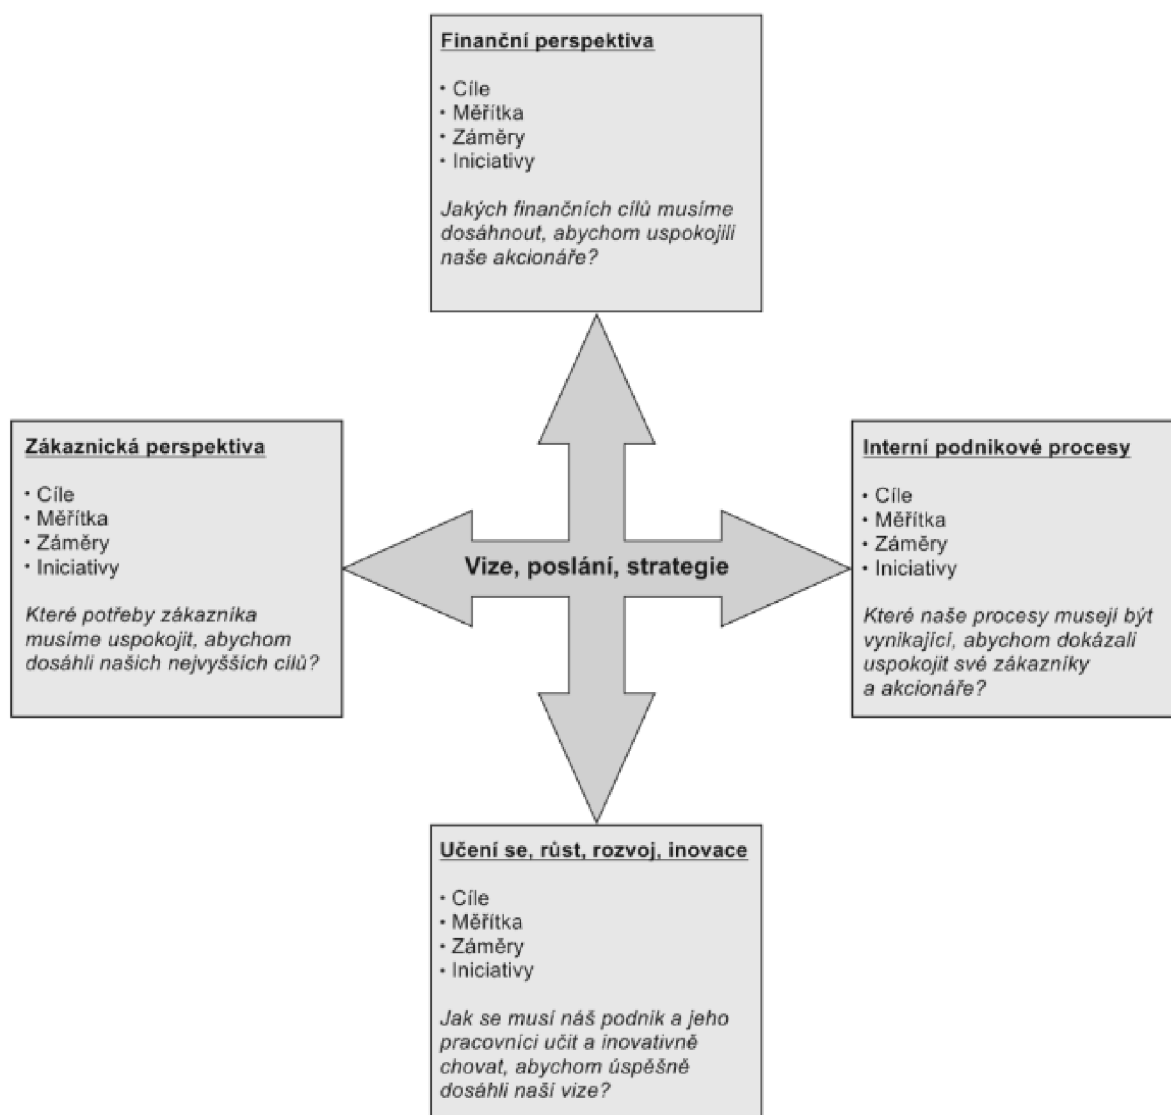 Finanční perspektiva
• Cíle
• Měřítka
• Záměry
• Iniciativy
Jakých finančních cílů musíme
dosáhnout, abychom uspokojili
naše akcionáře?
Zákaznická perspektiva
• Cíle
• Měřítka
• Záměry
• Iniciativy
Které potřeby zákazníka
musíme uspokojit, abychom
dosáhli našich nejvyšších cílů?
Vize, poslání, strategie
Interní podnikové procesy
• Cíle
• Měřítka
• Záměry
• Iniciativy
Které naše procesy musejí být
vynikající, abychom dokázali
uspokojit své zákazníky
a akcionáře?
Učení se, růst, rozvoj, inovace
• Cíle
• Měřítka
• Záměry
• Iniciativy
Jak se musí náš podnik a jeho
pracovníci učit a inovativně
chovat, abychom úspěšně
dosáhli naší vize?